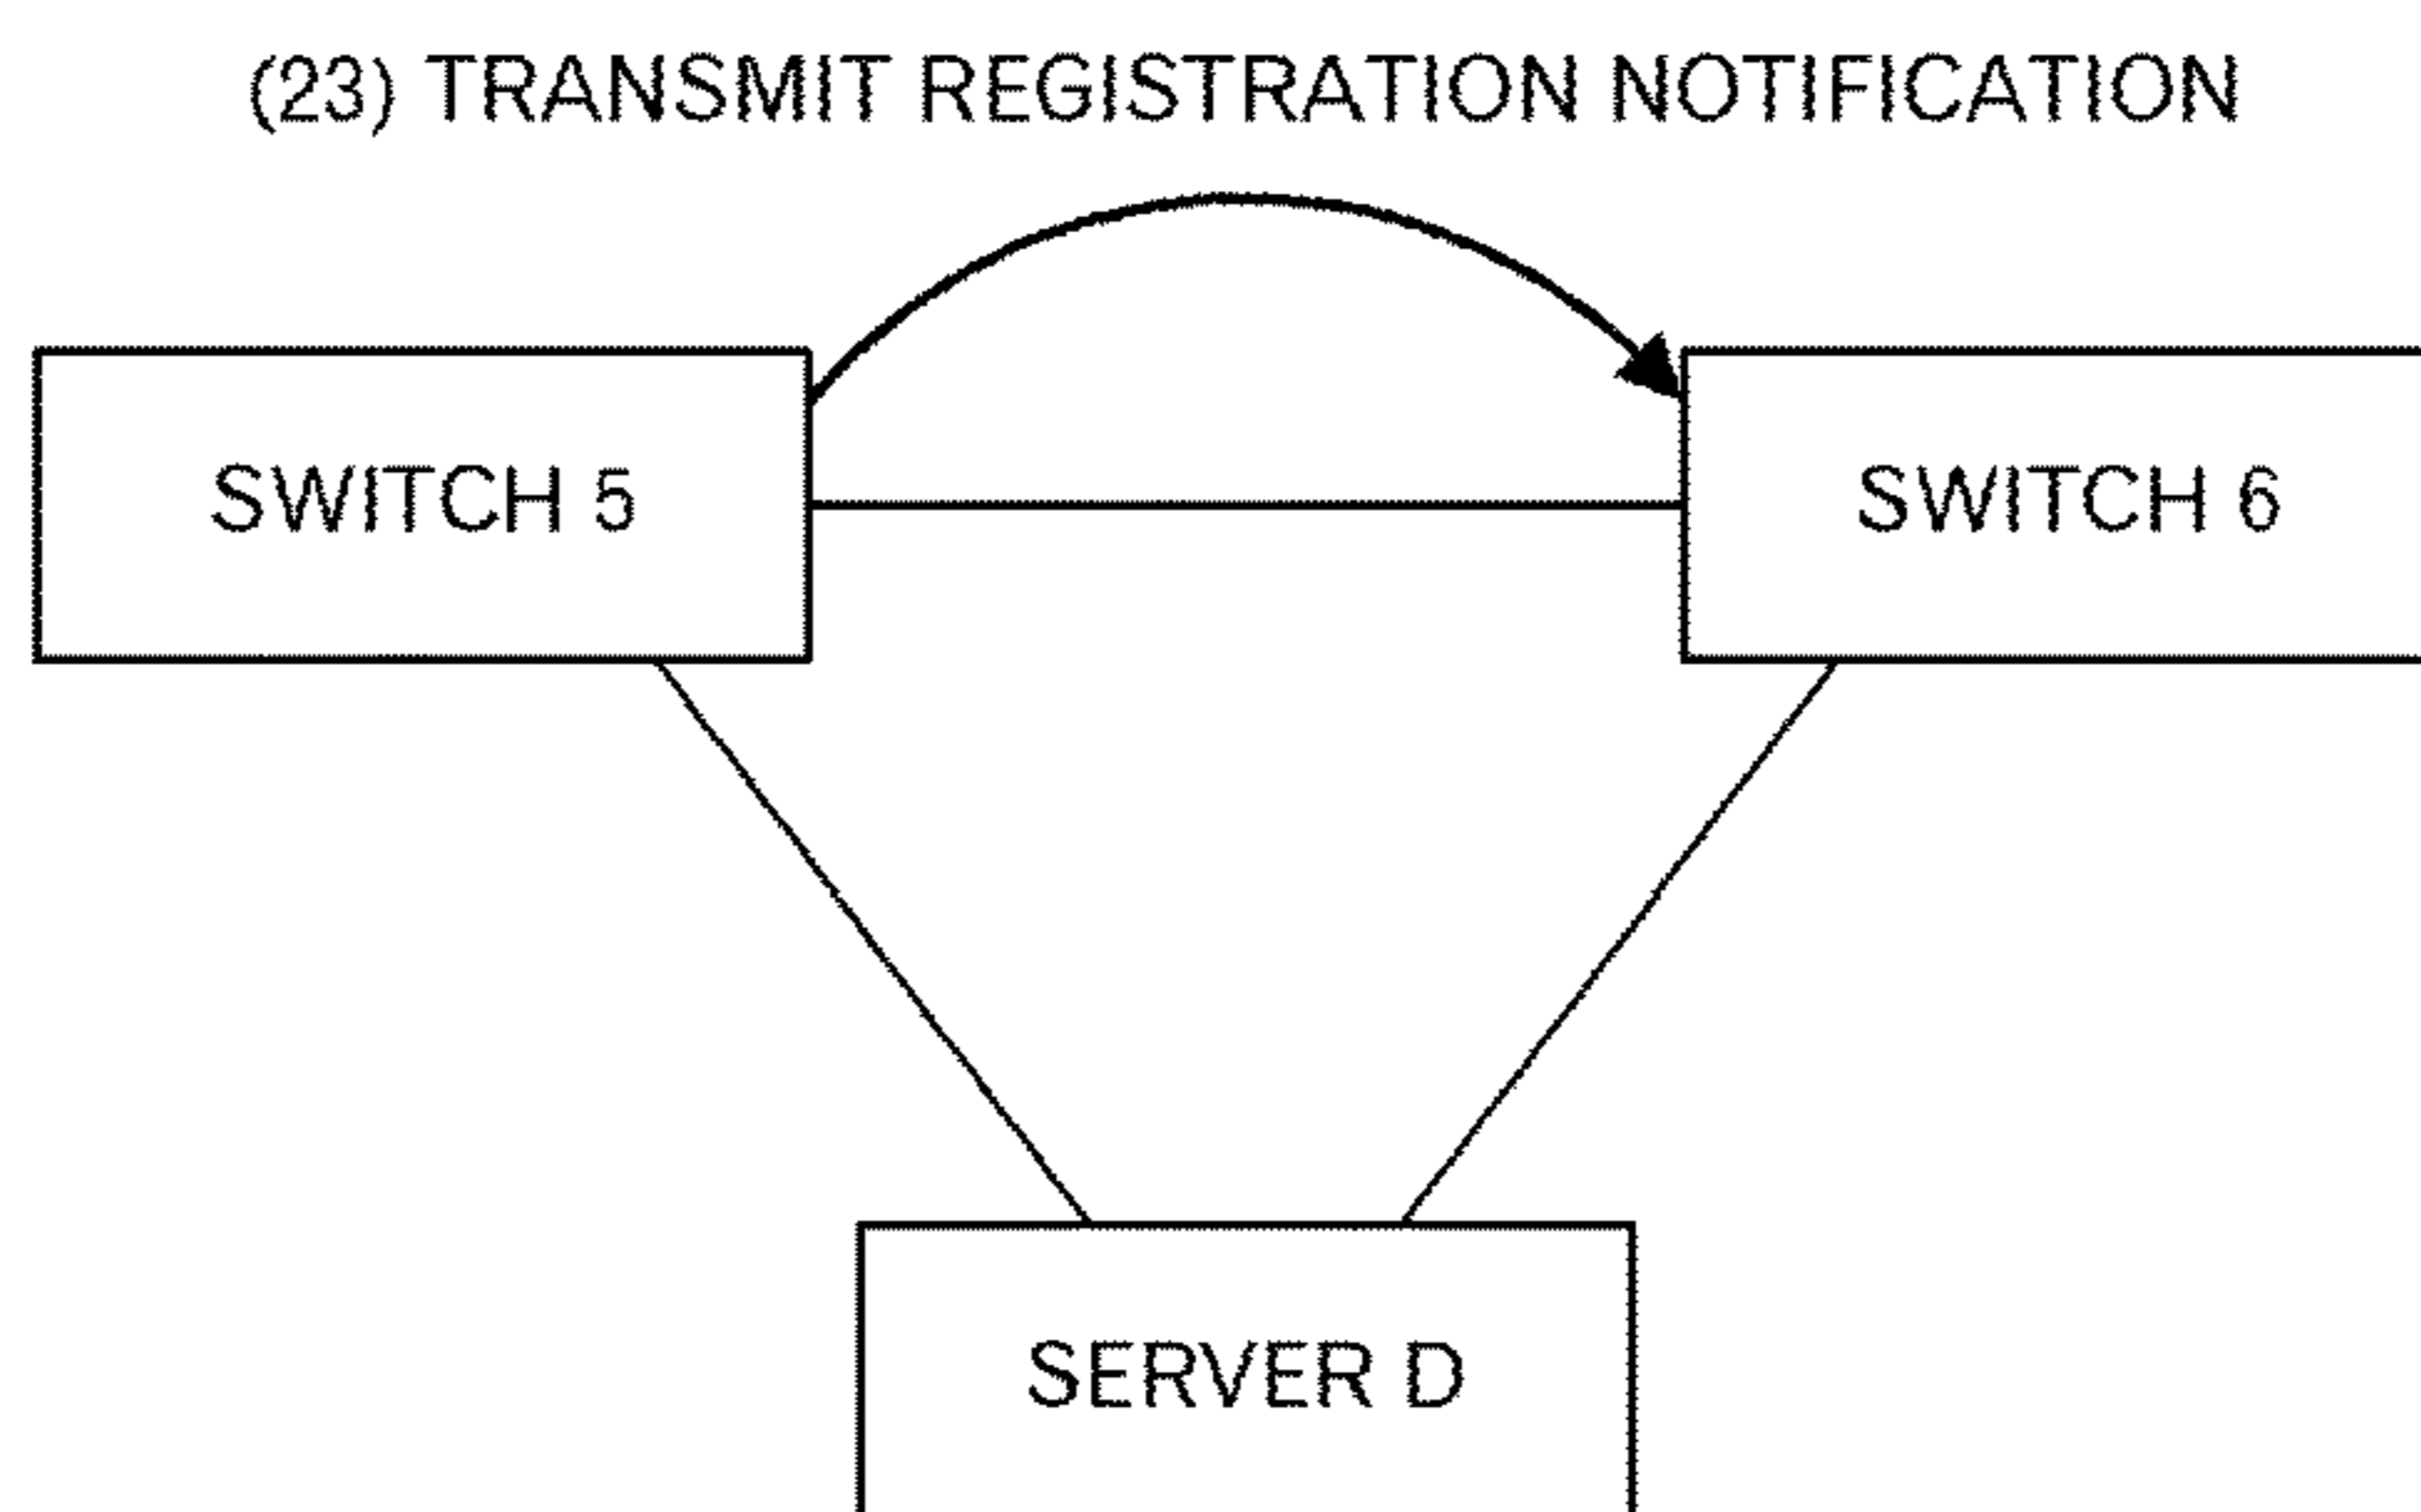 (23) TRANSMIT REGISTRATION NOTIFICATION
SWITCH 5
SWITCH 6
SERVER D